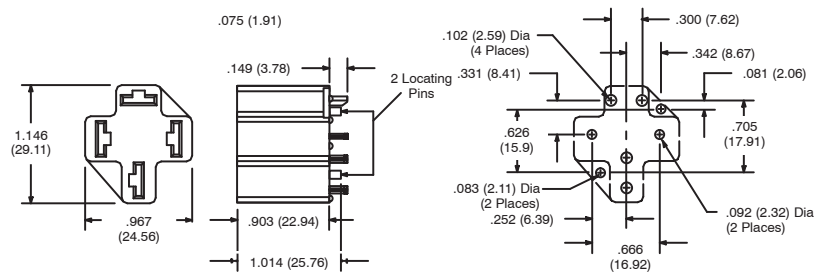 .075 (1.91)
.149 (3.78)
2 Locating
Pins
1.146
(29.11)
.967
(24.56)
.903 (22.94)
1.014 (25.76)
.300 (7.62)
.102 (2.59) Dia
(4 Places)
.342 (8.67)
.331 (8.41)
.081 (2.06)
.626
(15.9)
.705
(17.91)
.083 (2.11) Dia
(2 Places)
.252 (6.39)
.092 (2.32) Dia
(2 Places)
.666
(16.92)